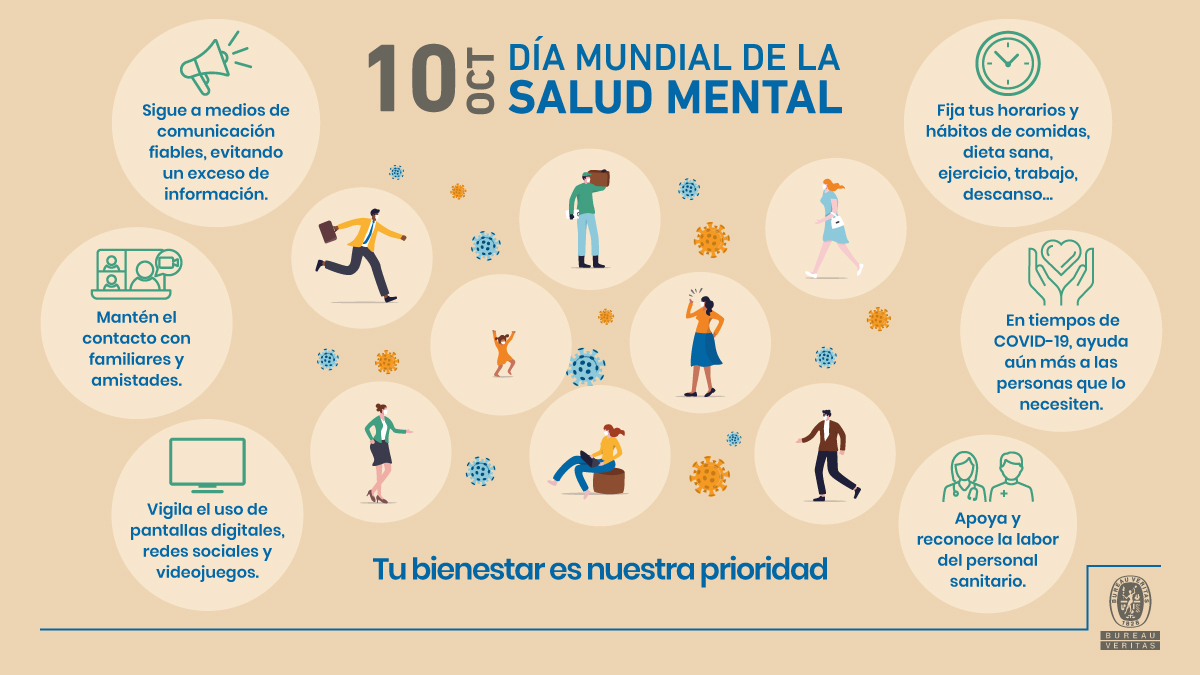 10
OCT
DÍA MUNDIAL DE LA
SALUD MENTAL
Sigue a medios de
comunicación
fiables, evitando
un exceso de
información.
Mantén el
contacto con
familiares y
amistades.
Vigila el uso de
pantallas digitales,
redes sociales y
videojuegos.
Fija tus horarios y
hábitos de comidas,
dieta sana,
ejercicio, trabajo,
descanso...
En tiempos de
COVID-19, ayuda
aún más a las
personas que lo
necesiten.
Apoya y
reconoce la labor
del personal
sanitario.
Tu bienestar es nuestra prioridad
BUREAU VERITAS
1828
BUREAU
VERITAS